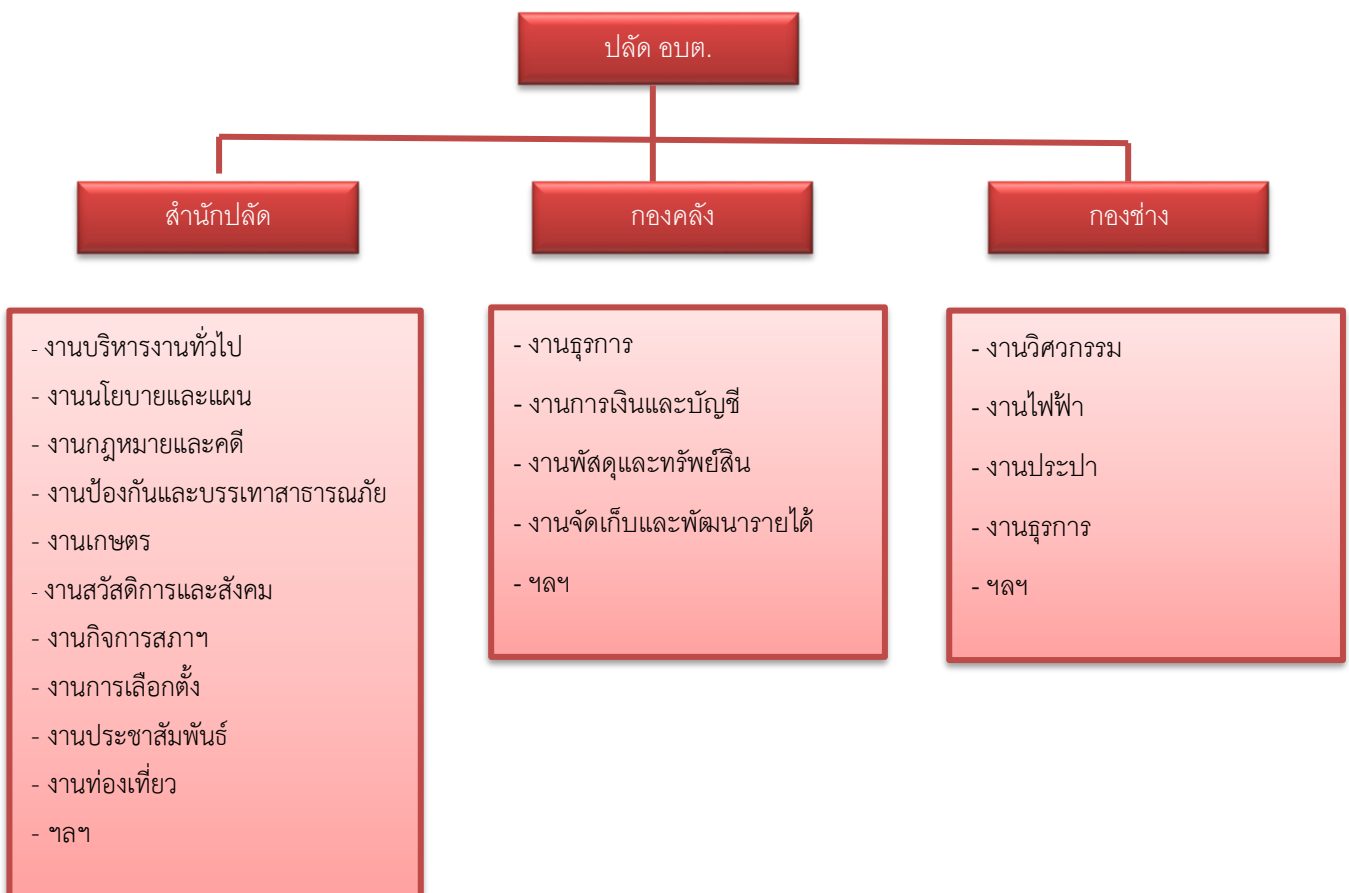 ปลัด อบต.
สำนักปลัด
กองคลัง
กองช่าง
- งานบริหารงานทั่วไป
- งานนโยบายและแผน
- งานกฎหมายและคดี
- งานป้องกันและบรรเทาสาธารณภัย
- งานเกษตร
- งานสวัสดิการและสังคม
- งานกิจการสภาฯ
- งานการเลือกตั้ง
- งานประชาสัมพันธ์
- งานท่องเที่ยว
- ฯลฯ
- งานธุรการ
- งานการเงินและบัญชี
- งานพัสดุและทรัพย์สิน
- งานจัดเก็บและพัฒนารายได้
- ฯลฯ
- งานวิศวกรรม
- งานไฟฟ้า
- งานประปา
- งานธุรการ
- ฯลฯ